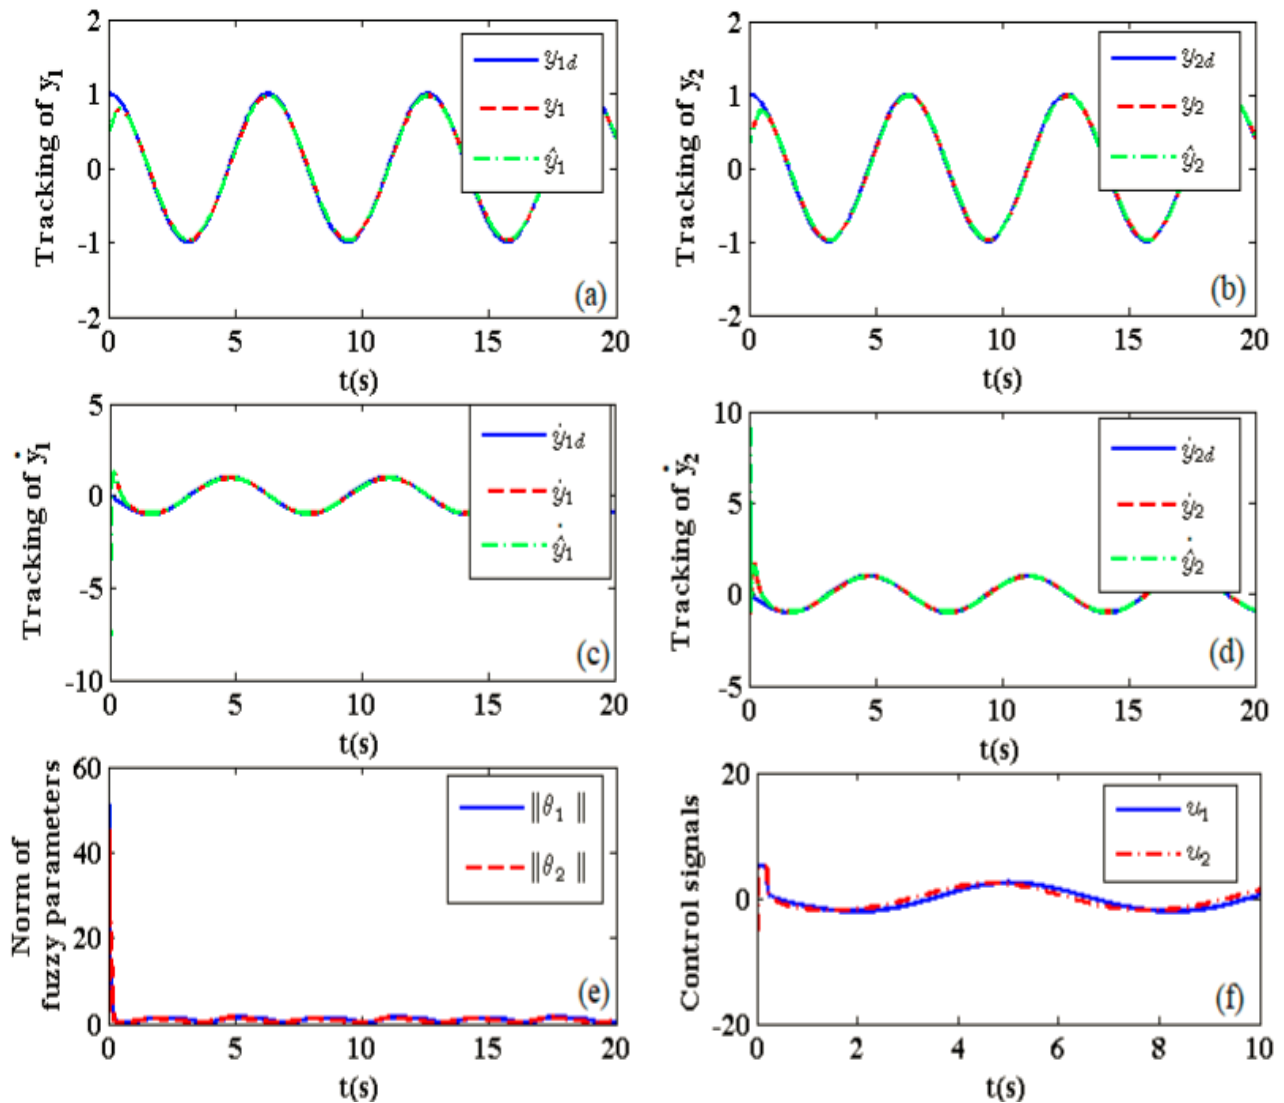 2
1
0
-1
-2
Tracking of y₁
y₁d
y₁
ŷ₁
(a)
0 5 10 15 20
t(s)
2
1
0
-1
-2
Tracking of y₂
y₂d
y₂
ŷ₂
(b)
0 5 10 15 20
t(s)
5
0
-5
-10
Tracking of ẏ₁
ẏ₁d
ẏ₁
ŷ̇₁
(c)
0 5 10 15 20
t(s)
10
5
0
-5
Tracking of ẏ₂
ẏ₂d
ẏ₂
ŷ̇₂
(d)
0 5 10 15 20
t(s)
60
40
20
0
Norm of
fuzzy parameters
‖θ₁ ‖
‖θ₂ ‖
(e)
0 5 10 15 20
t(s)
20
0
-20
Control signals
u₁
u₂
(f)
0 2 4 6 8 10
t(s)